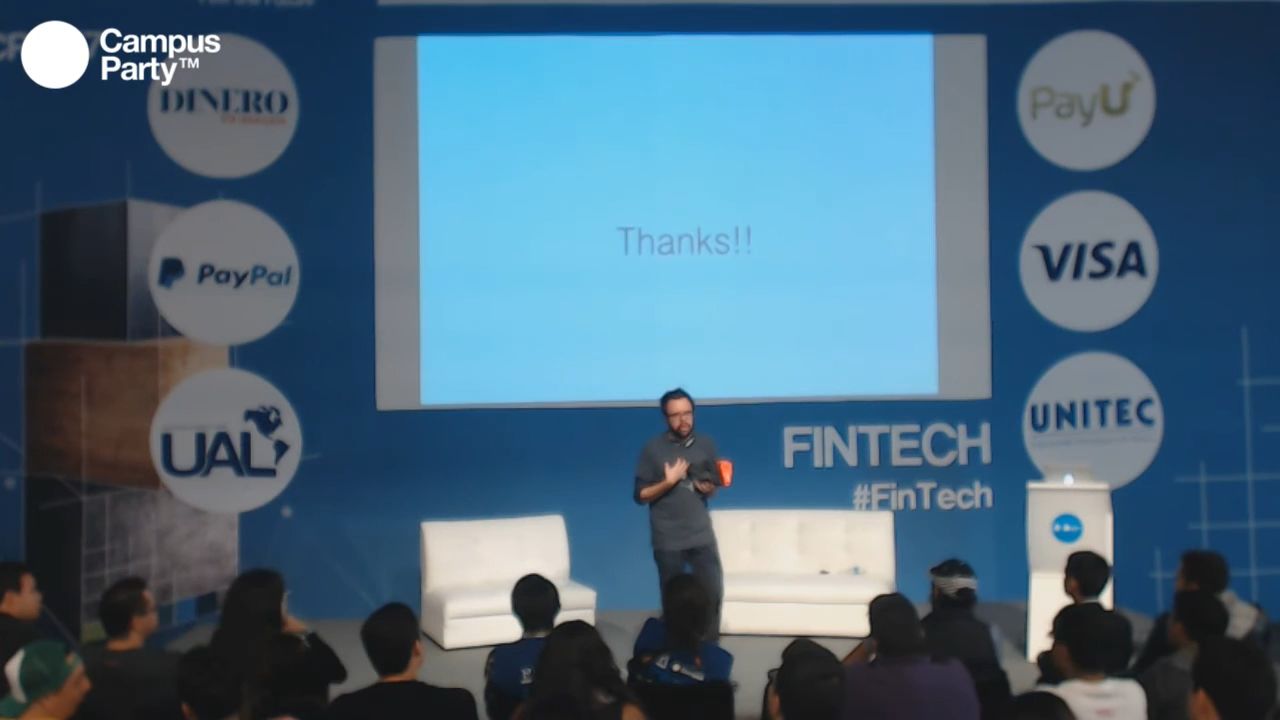 Campus
Party™
DINERO
PayPal
UAL
Thanks!!
PayU
VISA
UNITEC
FINTECH
#FinTech